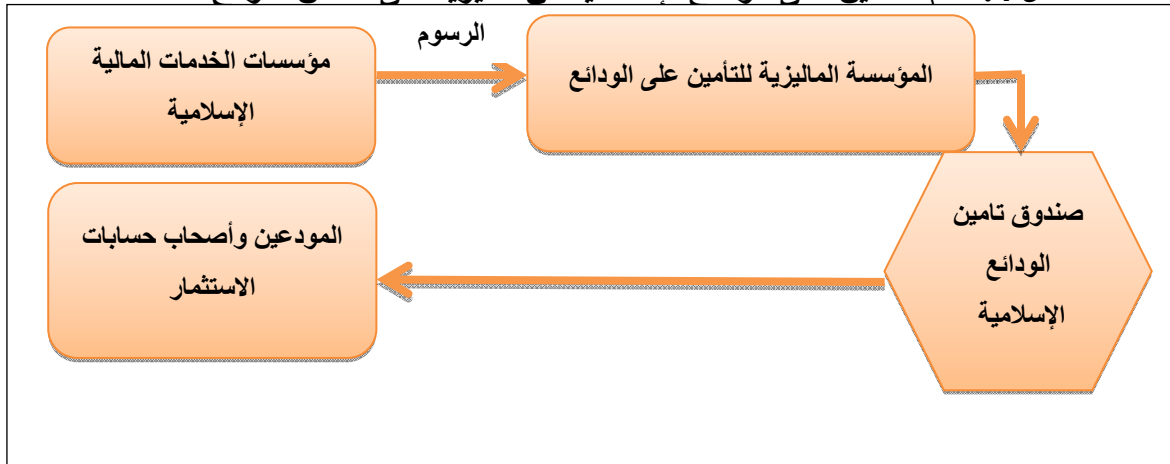 الرسوم
مؤسسات الخدمات المالية
الإسلامية
المؤسسة الماليزية للتأمين على الودائع
صندوق تامين
الودائع
الإسلامية
المودعين وأصحاب حسابات
الاستثمار